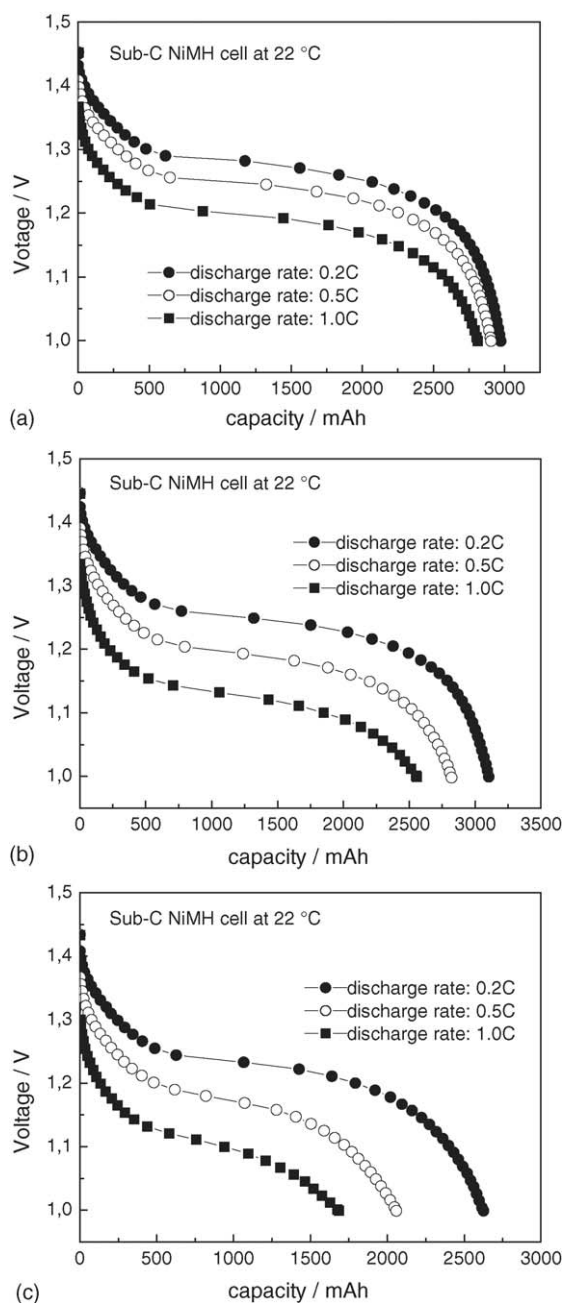 1,5
Sub-C NiMH cell at 22 °C
1,4
1,3
1,2
1,1
1,0
Votage / V
discharge rate: 0.2C
discharge rate: 0.5C
discharge rate: 1.0C
0 500 1000 1500 2000 2500 3000
(a)
capacity / mAh
1,5
Sub-C NiMH cell at 22 °C
1,4
1,3
1,2
1,1
1,0
Voltage / V
discharge rate: 0.2C
discharge rate: 0.5C
discharge rate: 1.0C
0 500 1000 1500 2000 2500 3000 3500
(b)
capacity / mAh
1,5
Sub-C NiMH cell at 22 °C
1,4
1,3
1,2
1,1
1,0
Voltage / V
discharge rate: 0.2C
discharge rate: 0.5C
discharge rate: 1.0C
0 500 1000 1500 2000 2500 3000
(c)
capacity / mAh